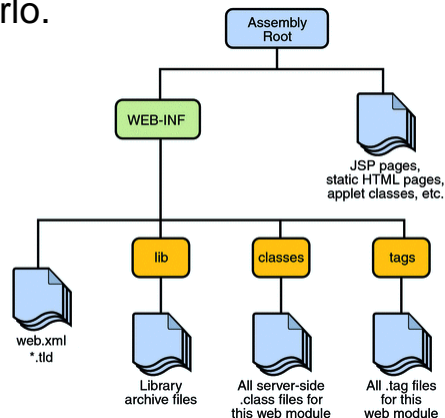 rlo.
Assembly
Root
WEB-INF
JSP pages,
static HTML pages,
applet classes, etc.
lib
classes
tags
web.xml
*.tld
Library
archive files
All server-side
.class files for
this web module
All .tag files
for this
web module